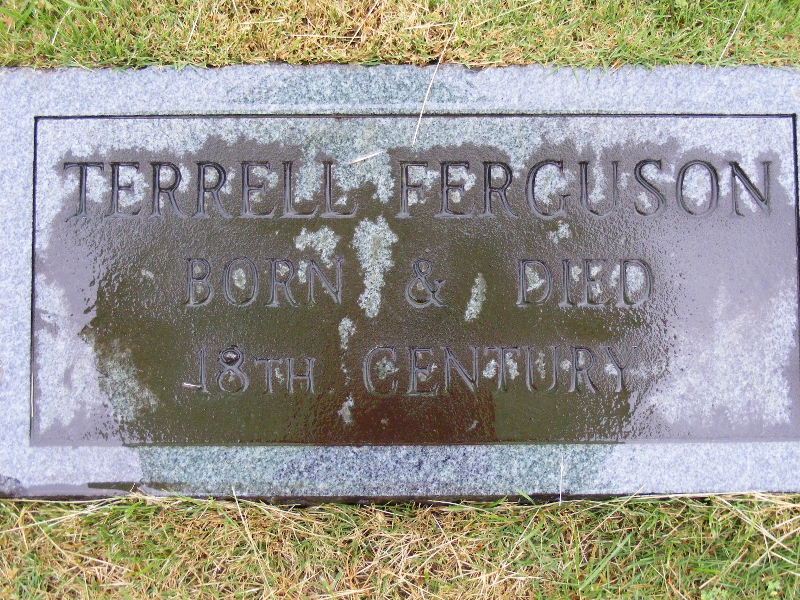 TERRELL FERGUSON
BORN & DIED
18TH CENTURY